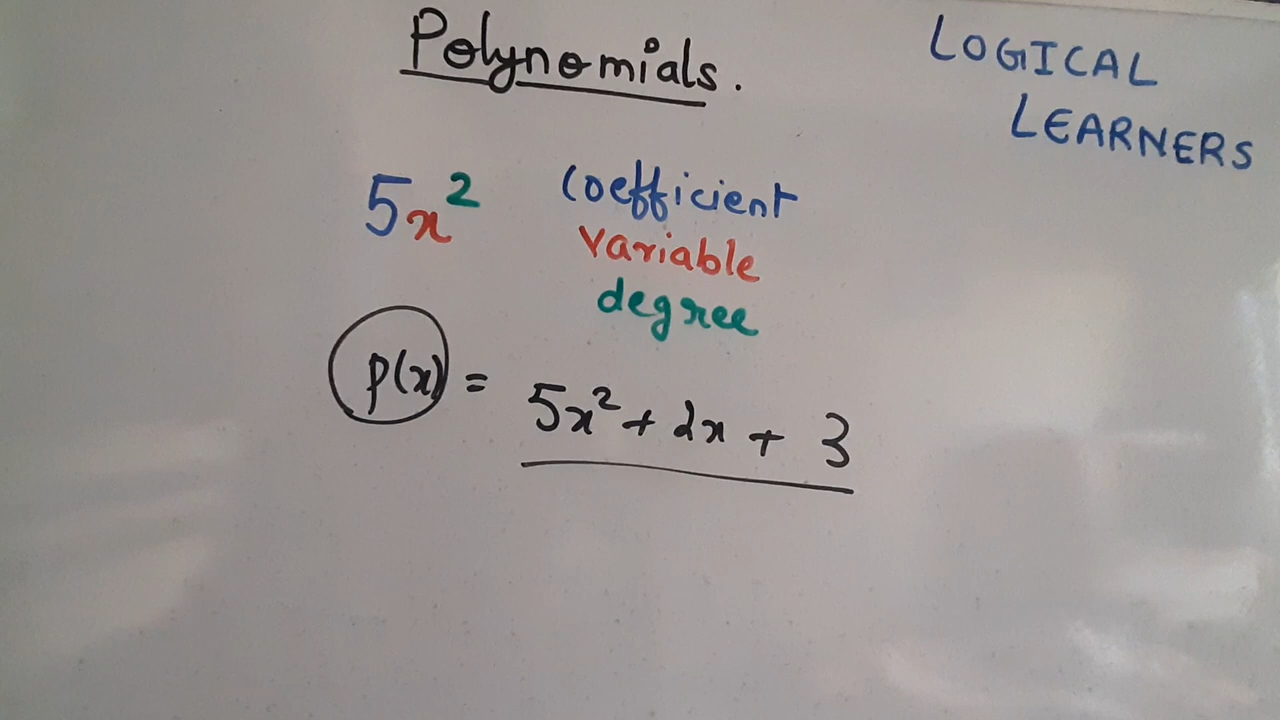 Polynomials.
LOGICAL
LEARNERS
5x²
coefficient
variable
degree
p(x) = 5x² + 2x + 3